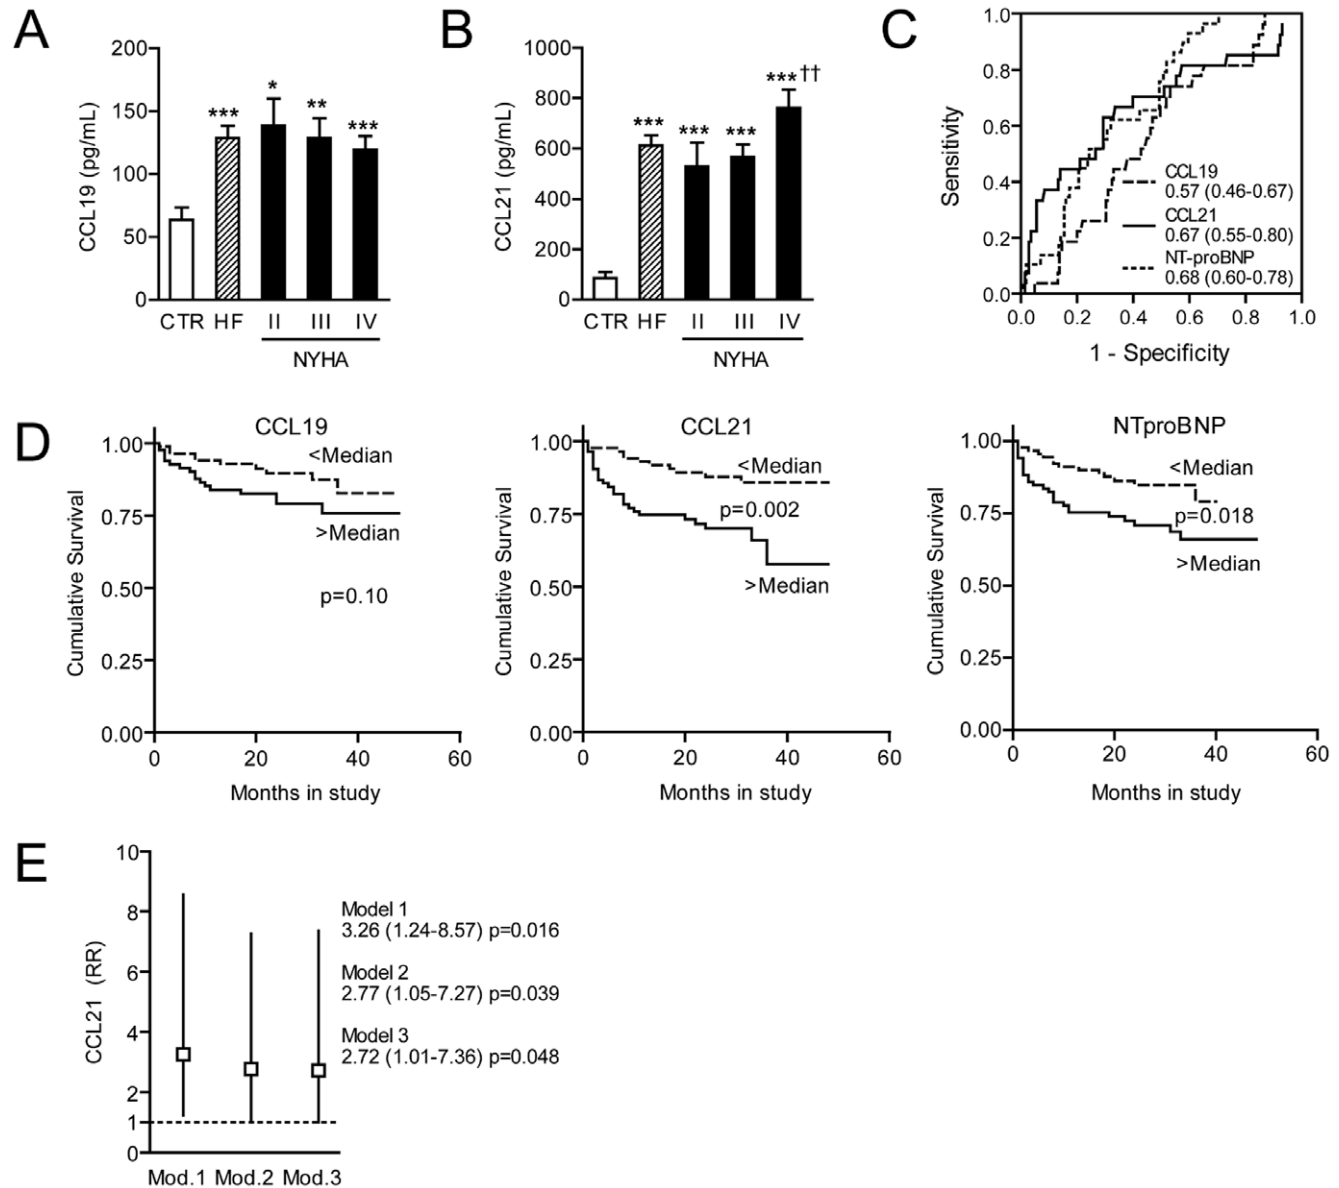 A
200
150
100
50
0
CCL19 (pg/mL)
***
*
**
***
CTR HF II III IV
NYHA
B
1000
800
600
400
200
0
CCL21 (pg/mL)
***
***
***
***††
CTR HF II III IV
NYHA
C
1.0
0.8
0.6
0.4
0.2
0.0
Sensitivity
CCL19
0.57 (0.46-0.67)
CCL21
0.67 (0.55-0.80)
NT-proBNP
0.68 (0.60-0.78)
0.0 0.2 0.4 0.6 0.8 1.0
1 - Specificity
D
CCL19
1.00
0.75
0.50
0.25
0.00
Cumulative Survival
<Median
>Median
p=0.10
0 20 40 60
Months in study
CCL21
1.00
0.75
0.50
0.25
0.00
Cumulative Survival
<Median
p=0.002
>Median
0 20 40 60
Months in study
NTproBNP
1.00
0.75
0.50
0.25
0.00
Cumulative Survival
<Median
p=0.018
>Median
0 20 40 60
Months in study
E
10
8
6
4
2
1
0
CCL21 (RR)
Model 1
3.26 (1.24-8.57) p=0.016
Model 2
2.77 (1.05-7.27) p=0.039
Model 3
2.72 (1.01-7.36) p=0.048
Mod.1 Mod.2 Mod.3